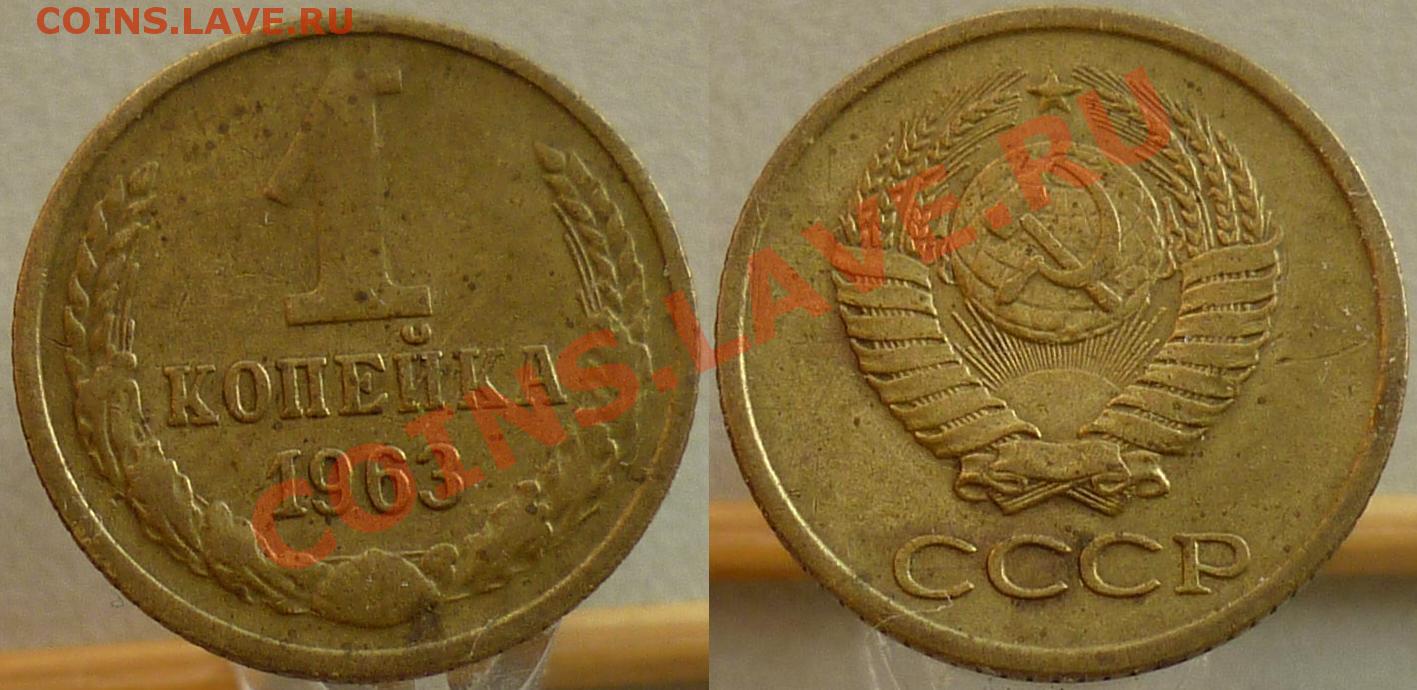 COINS.LAVE.RU
1
КОПЕЙКА
1963
СССР
COINS.LAVE.RU